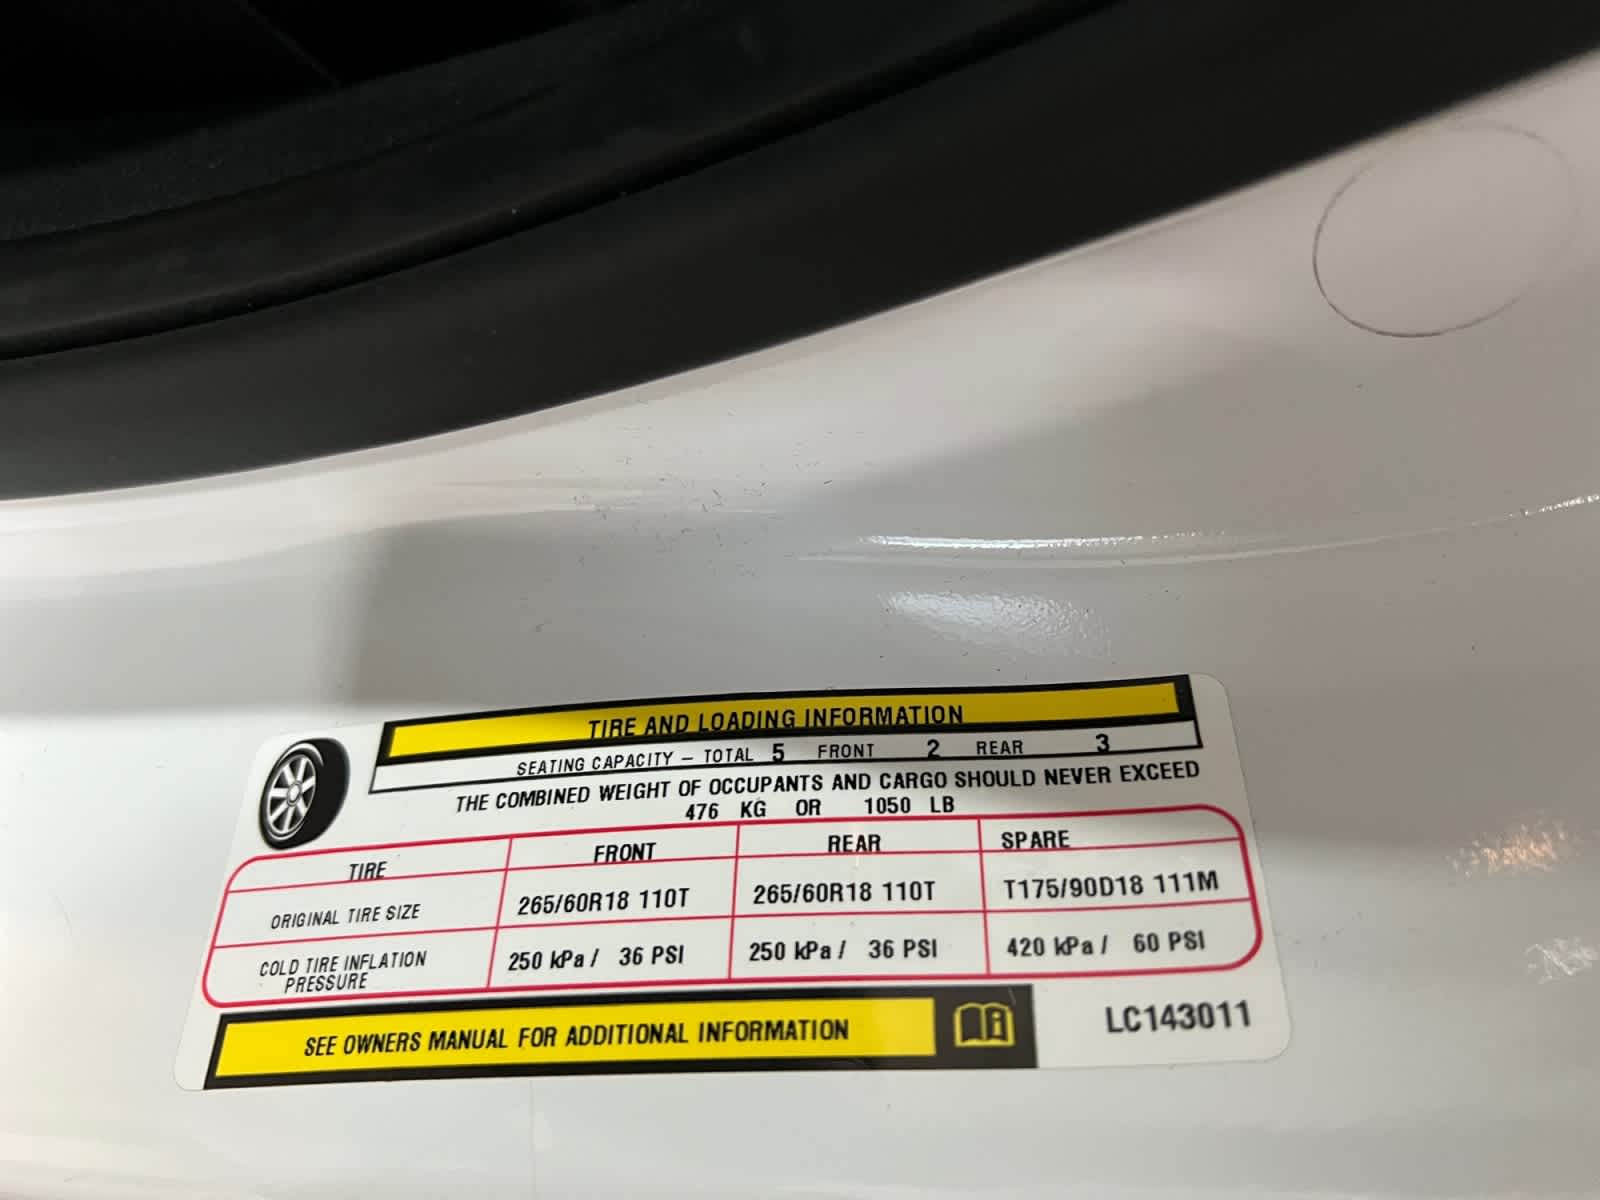 TIRE AND LOADING INFORMATION
SEATING CAPACITY – TOTAL 5 FRONT 2 REAR 3
THE COMBINED WEIGHT OF OCCUPANTS AND CARGO SHOULD NEVER EXCEED
476 KG OR 1050 LB
TIRE FRONT REAR SPARE
ORIGINAL TIRE SIZE 265/60R18 110T 265/60R18 110T T175/90D18 111M
COLD TIRE INFLATION PRESSURE 250 kPa / 36 PSI 250 kPa / 36 PSI 420 kPa / 60 PSI
SEE OWNERS MANUAL FOR ADDITIONAL INFORMATION
LC143011